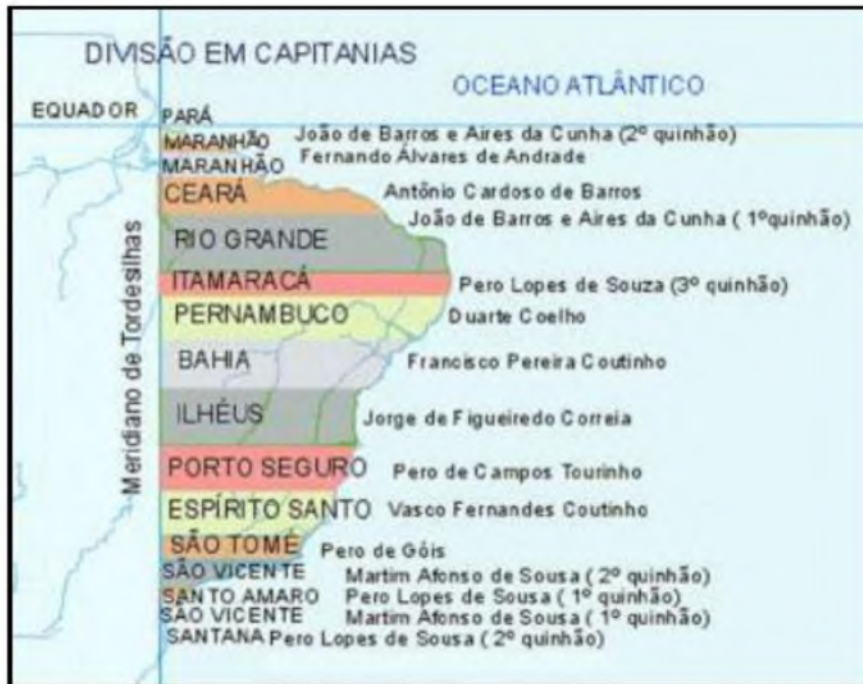 DIVISÃO EM CAPITANIAS
OCEANO ATLÂNTICO
EQUADOR
PARÁ
MARANHÃO João de Barros e Aires da Cunha (2º quinhão)
MARANHÃO Fernando Álvares de Andrade
CEARÁ Antônio Cardoso de Barros
João de Barros e Aires da Cunha ( 1ºquinhão)
RIO GRANDE
ITAMARACÁ Pero Lopes de Souza (3º quinhão)
PERNAMBUCO Duarte Coelho
BAHIA Francisco Pereira Coutinho
ILHÉUS Jorge de Figueiredo Correia
PORTO SEGURO Pero de Campos Tourinho
ESPÍRITO SANTO Vasco Fernandes Coutinho
SÃO TOMÉ Pero de Góis
SÃO VICENTE Martim Afonso de Sousa ( 2º quinhão)
SANTO AMARO Pero Lopes de Sousa ( 1º quinhão)
SÃO VICENTE Martim Afonso de Sousa ( 1º quinhão)
SANTANA Pero Lopes de Sousa ( 2º quinhão)
Meridiano de Tordesilhas